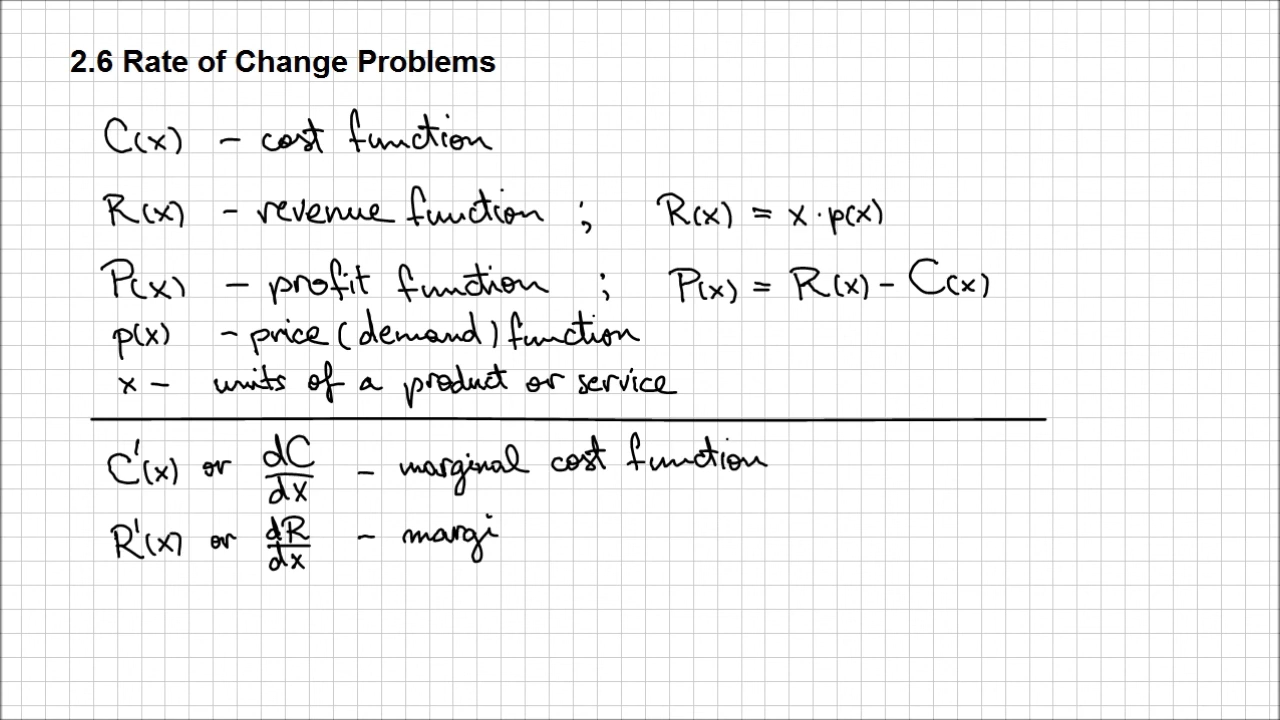 2.6 Rate of Change Problems
C(x) - cost function
R(x) - revenue function ; R(x) = x·p(x)
P(x) - profit function ; P(x) = R(x) - C(x)
p(x) - price (demand) function
x - units of a product or service
C'(x) or dC/dx - marginal cost function
R'(x) or dR/dx - margi